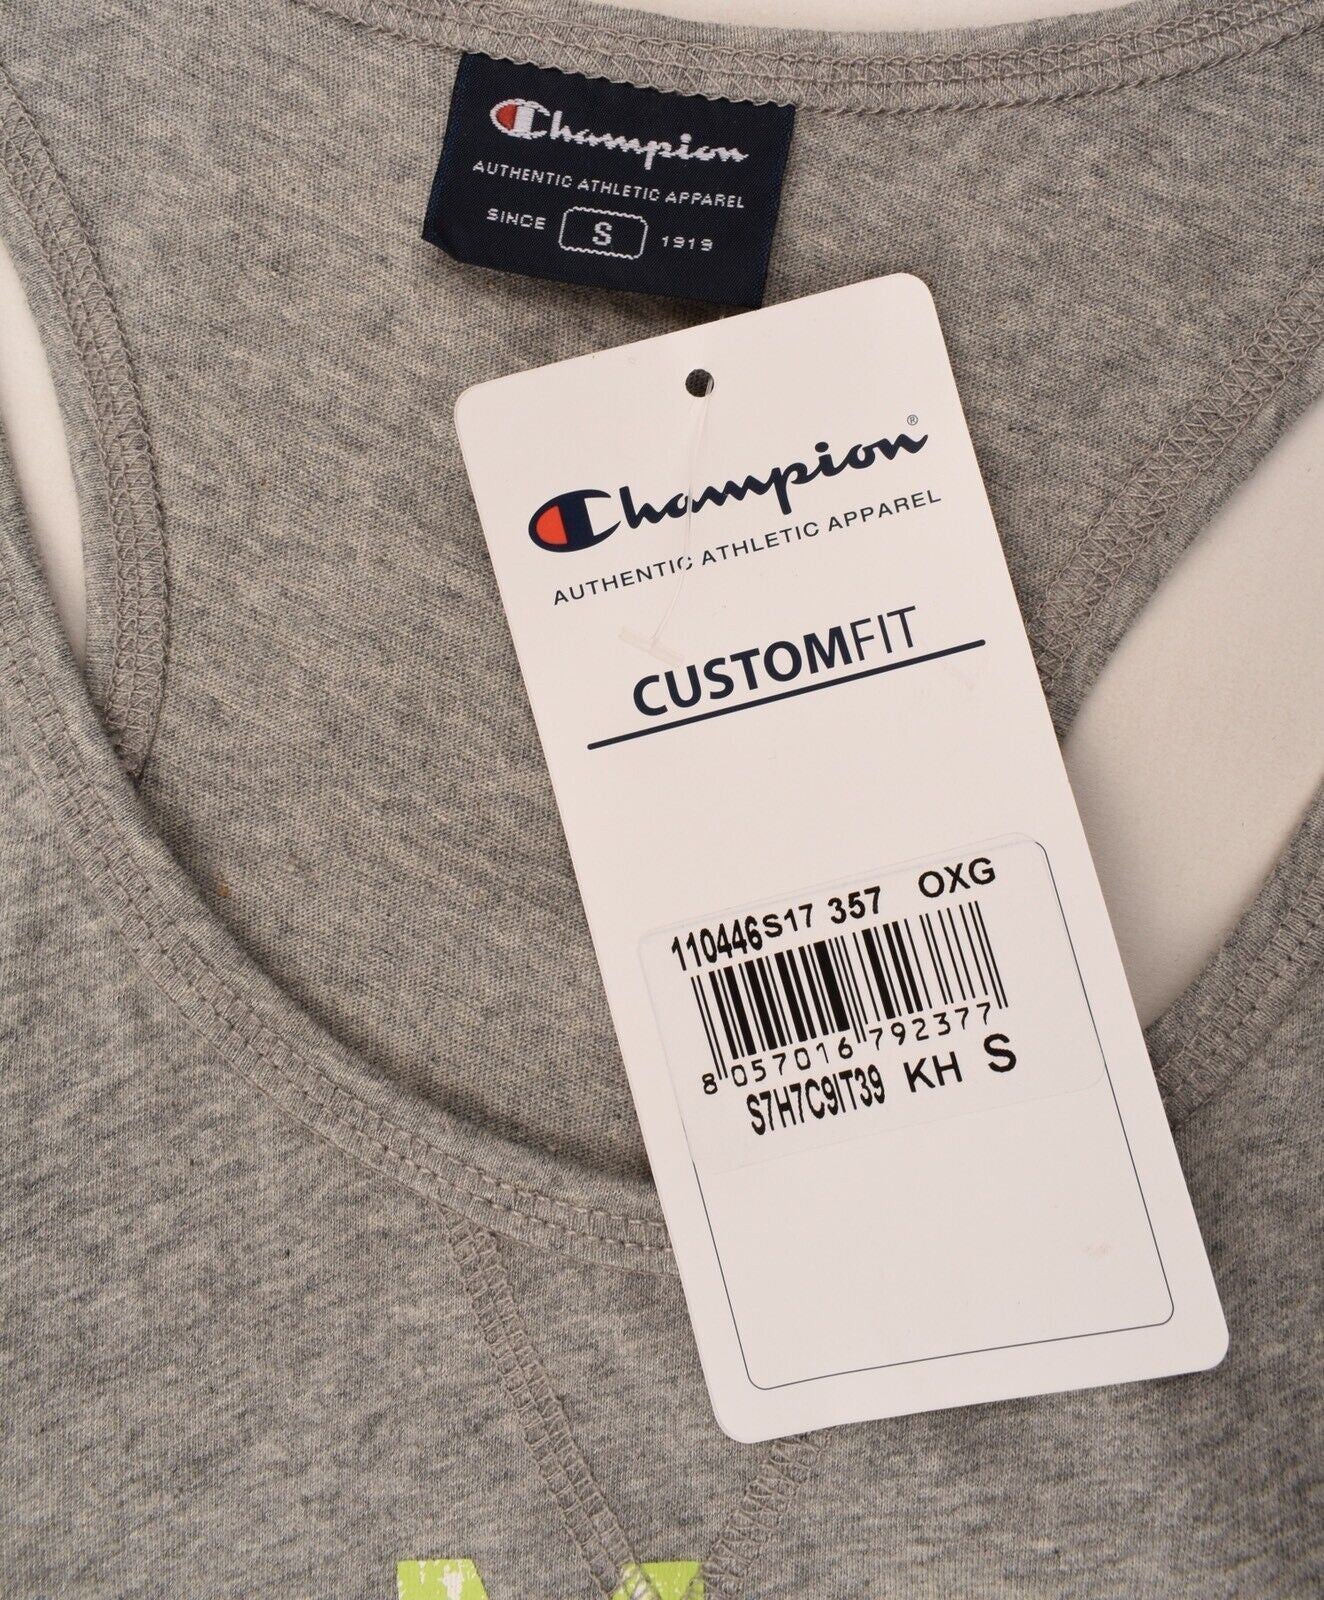 Champion
AUTHENTIC ATHLETIC APPAREL
SINCE S 1919
Champion®
AUTHENTIC ATHLETIC APPAREL
CUSTOMFIT
110446S17 357 OXG
8 057016 792377
S7H7C9IT39 KH S